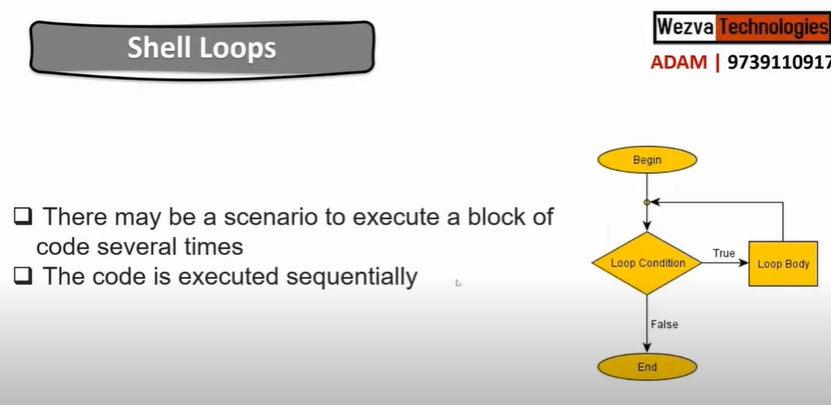 Shell Loops
Wezva Technologies
ADAM | 9739110917
❑ There may be a scenario to execute a block of
code several times
❑ The code is executed sequentially
Begin
Loop Condition
True
Loop Body
False
End